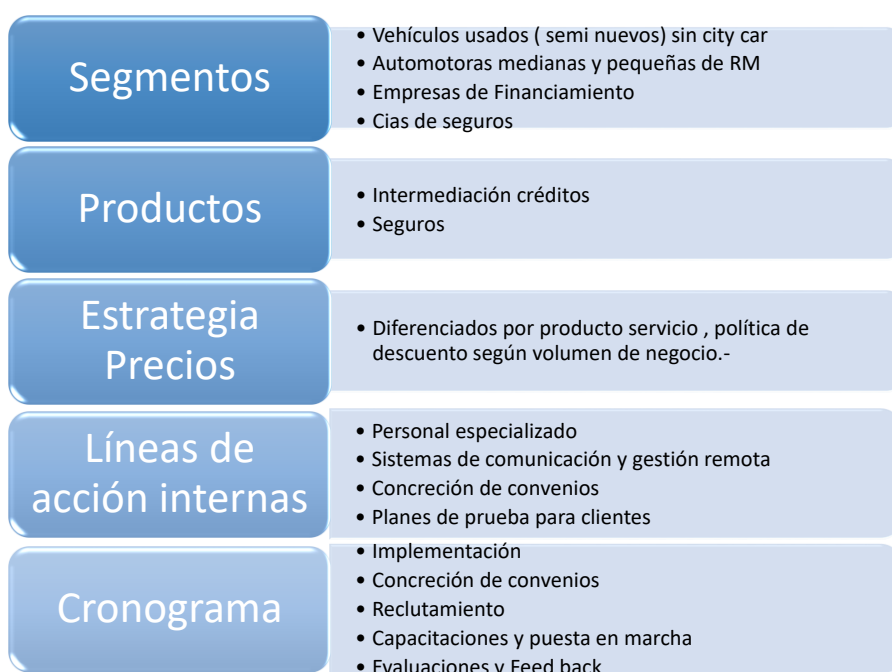 Segmentos
• Vehículos usados ( semi nuevos) sin city car
• Automotoras medianas y pequeñas de RM
• Empresas de Financiamiento
• Cias de seguros
Productos
• Intermediación créditos
• Seguros
Estrategia
Precios
• Diferenciados por producto servicio , política de
descuento según volumen de negocio.-
Líneas de
acción internas
• Personal especializado
• Sistemas de comunicación y gestión remota
• Concreción de convenios
• Planes de prueba para clientes
Cronograma
• Implementación
• Concreción de convenios
• Reclutamiento
• Capacitaciones y puesta en marcha
• Evaluaciones y Feed back